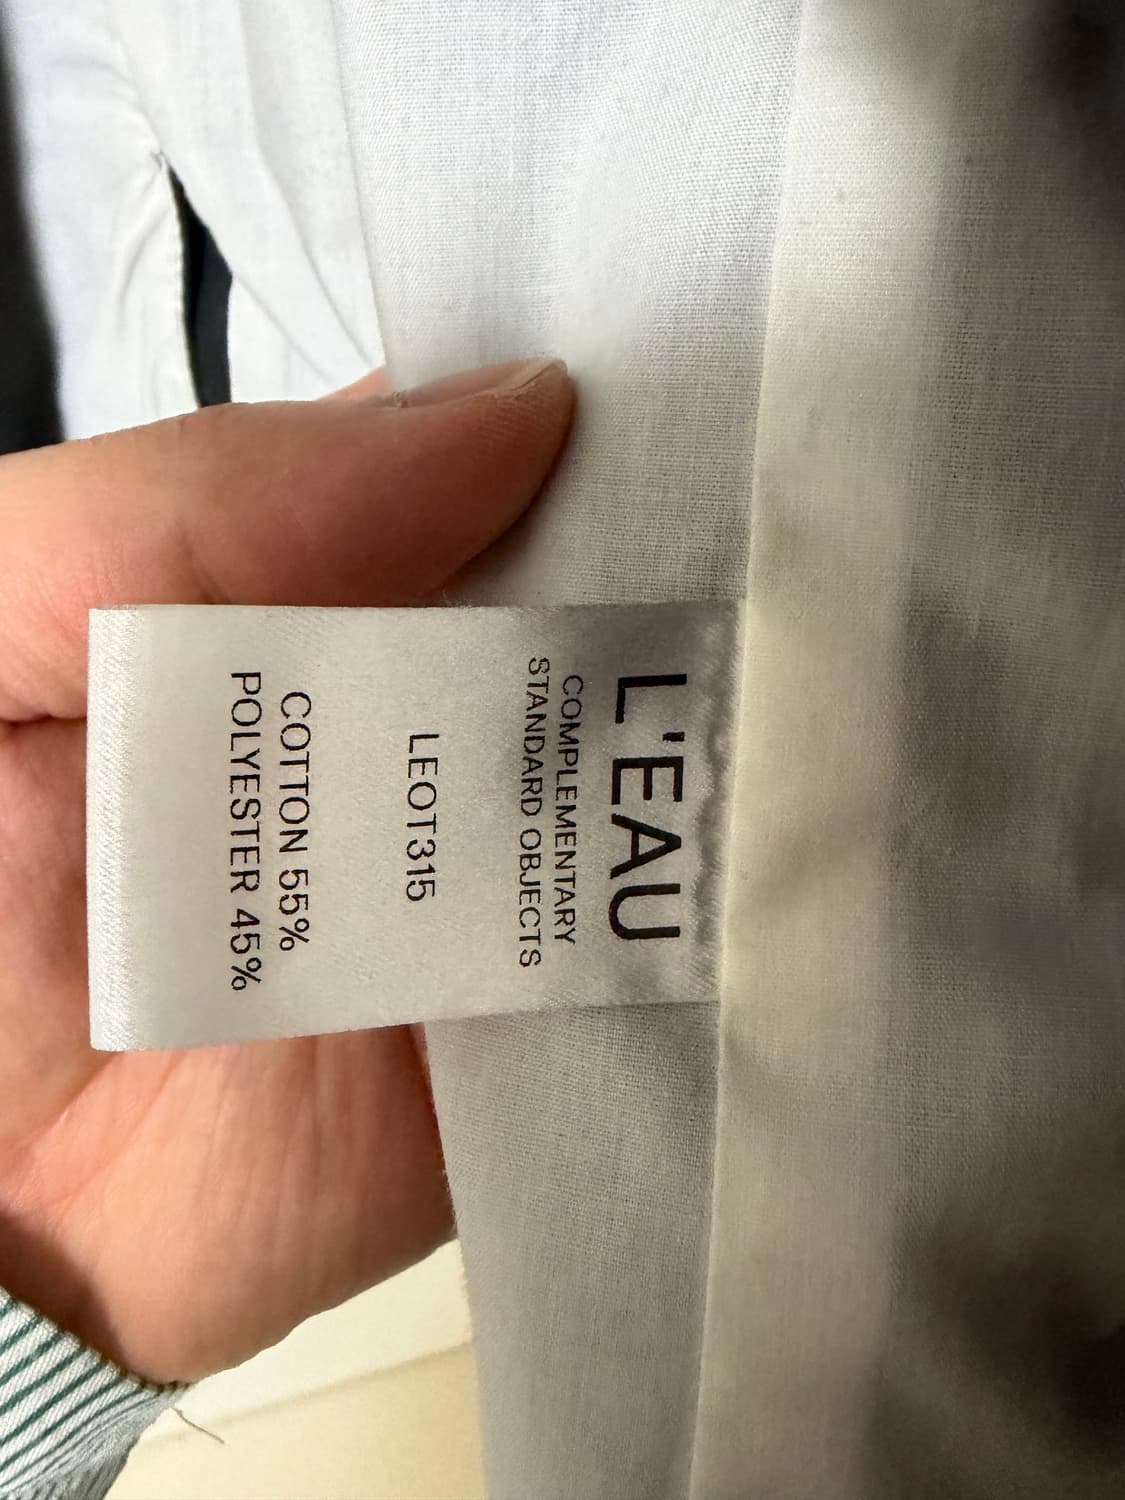 L'EAU
COMPLEMENTARY
STANDARD OBJECTS
LEOT315
COTTON 55%
POLYESTER 45%